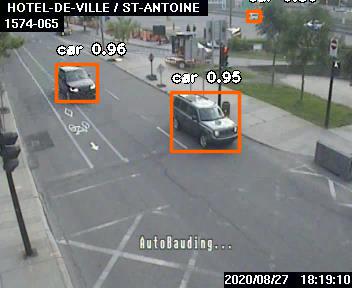 HOTEL-DE-VILLE / ST-ANTOINE
1574-065
car 0.96
car 0.95
AutoBauding...
2020/08/27 18:19:10